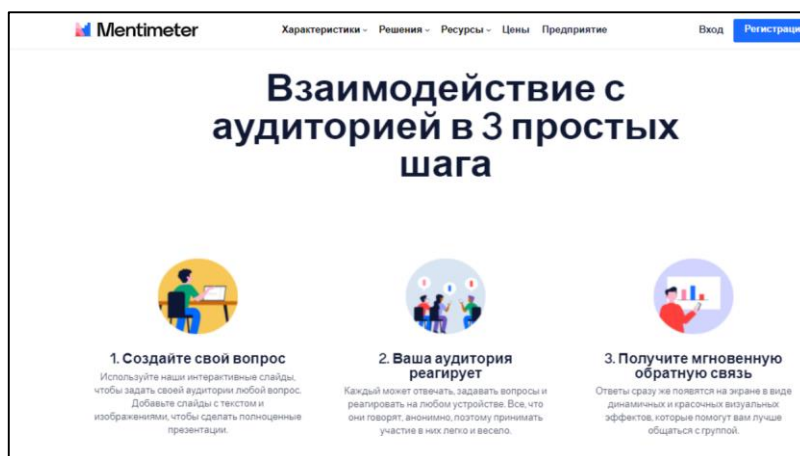 Mentimeter
Характеристики Решения Ресурсы Цены Предприятие Вход Регистраци
Взаимодействие с
аудиторией в 3 простых
шага
1. Создайте свой вопрос
Используйте наши интерактивные слайды,
чтобы задать своей аудитории любой вопрос.
Добавьте слайды с текстом и
изображениями, чтобы сделать полноценные
презентации.
2. Ваша аудитория
реагирует
Каждый может отвечать, задавать вопросы и
реагировать на любом устройстве. Все, что
они говорят, анонимно, поэтому принимать
участие в них легко и весело.
3. Получите мгновенную
обратную связь
Ответы сразу же появятся на экране в виде
динамичных и красочных визуальных
эффектов, которые помогут вам лучше
общаться с группой.